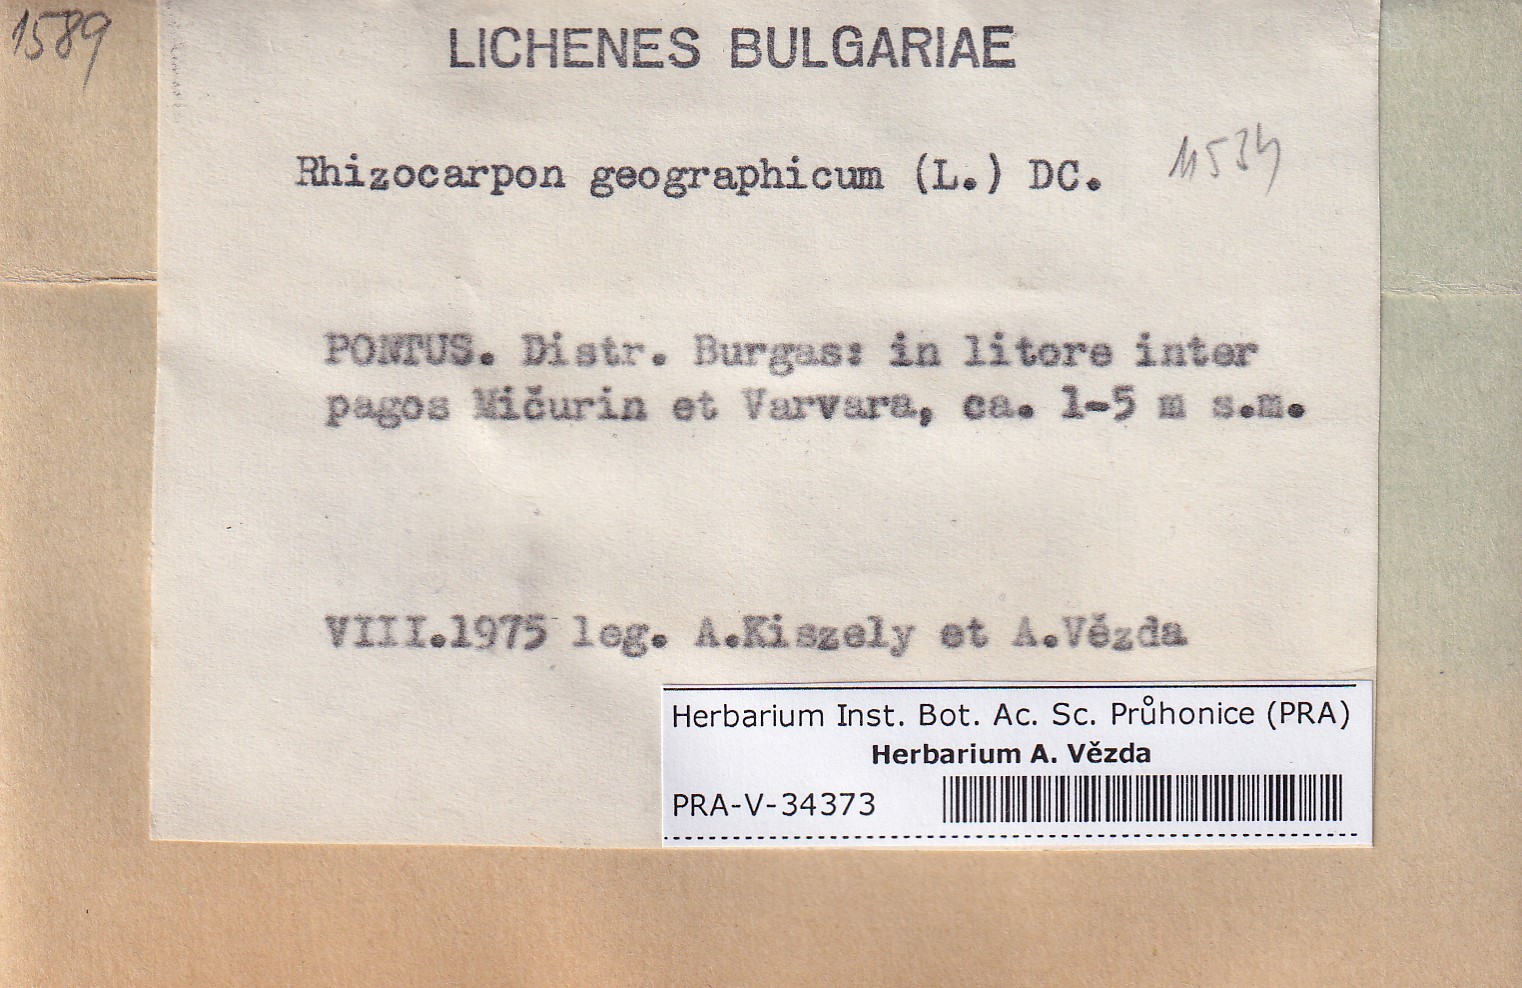 1589
LICHENES BULGARIAE
Rhizocarpon geographicum (L.) DC.
11534
PONTUS. Distr. Burgas: in litore inter
pagos Mičurin et Varvara, ca. 1-5 m s.m.
VIII.1975 leg. A.Kiszely et A.Vězda
Herbarium Inst. Bot. Ac. Sc. Průhonice (PRA)
Herbarium A. Vězda
PRA-V-34373